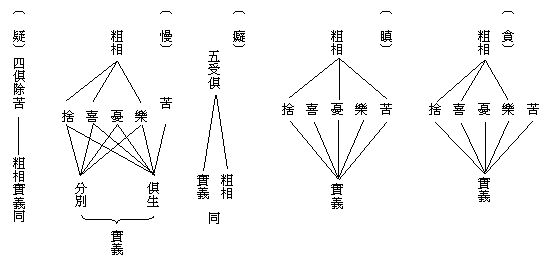 （貪）
粗相
苦 樂 憂 喜 捨
實義
（瞋）
粗相
苦 樂 憂 喜 捨
實義
（癡）
五受俱
粗相
實義
同
（慢）
粗相
苦 樂 憂 喜 捨
俱生
分別
實義
（疑）
四俱除苦
粗相實義同